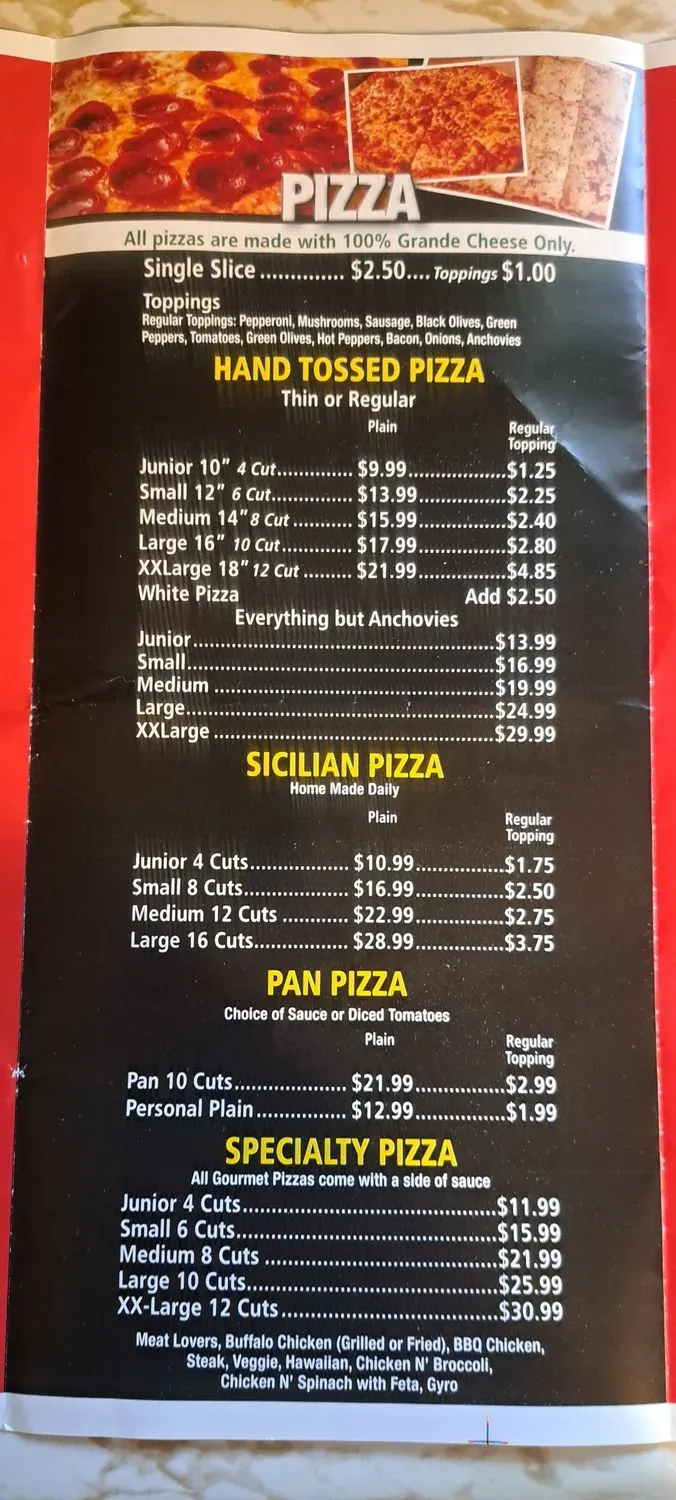 PIZZA
All pizzas are made with 100% Grande Cheese Only.
Single Slice .............. $2.50.... Toppings $1.00
Toppings
Regular Toppings: Pepperoni, Mushrooms, Sausage, Black Olives, Green
Peppers, Tomatoes, Green Olives, Hot Peppers, Bacon, Onions, Anchovies
HAND TOSSED PIZZA
Thin or Regular
Plain Regular
Topping
Junior 10" 4 Cut.............. $9.99..................$1.25
Small 12" 6 Cut............... $13.99................$2.25
Medium 14" 8 Cut ........... $15.99................$2.40
Large 16" 10 Cut............. $17.99................$2.80
XXLarge 18" 12 Cut ......... $21.99................$4.85
White Pizza Add $2.50
Everything but Anchovies
Junior.......................................................$13.99
Small........................................................$16.99
Medium ...................................................$19.99
Large........................................................$24.99
XXLarge ...................................................$29.99
SICILIAN PIZZA
Home Made Daily
Plain Regular
Topping
Junior 4 Cuts.................. $10.99................$1.75
Small 8 Cuts................... $16.99................$2.50
Medium 12 Cuts ............ $22.99................$2.75
Large 16 Cuts................. $28.99................$3.75
PAN PIZZA
Choice of Sauce or Diced Tomatoes
Plain Regular
Topping
Pan 10 Cuts.................... $21.99................$2.99
Personal Plain................ $12.99................$1.99
SPECIALTY PIZZA
All Gourmet Pizzas come with a side of sauce
Junior 4 Cuts..............................................$11.99
Small 6 Cuts...............................................$15.99
Medium 8 Cuts ..........................................$21.99
Large 10 Cuts.............................................$25.99
XX-Large 12 Cuts.......................................$30.99
Meat Lovers, Buffalo Chicken (Grilled or Fried), BBQ Chicken,
Steak, Veggie, Hawaiian, Chicken N' Broccoli,
Chicken N' Spinach with Feta, Gyro